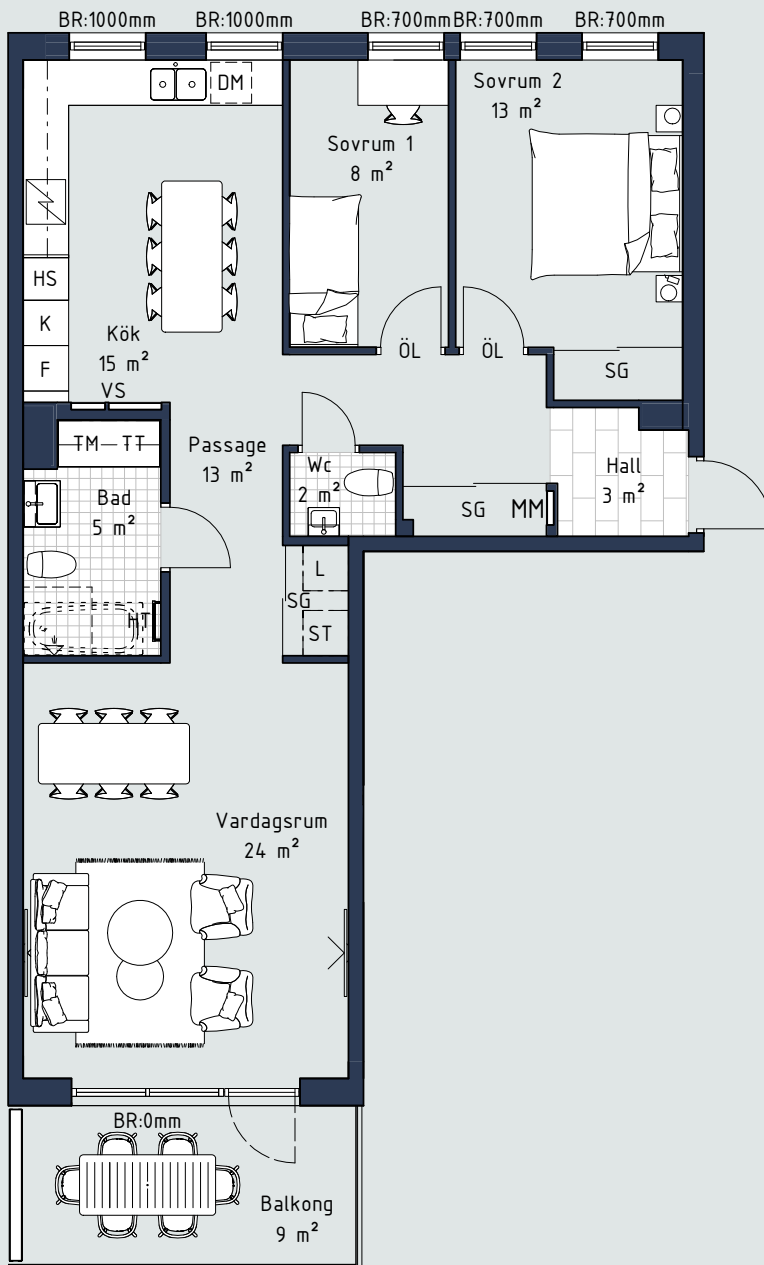 BR:1000mm BR:1000mm BR:700mm BR:700mm BR:700mm
DM
Sovrum 2
13 m²
Sovrum 1
8 m²
HS
K
F
Kök
15 m²
VS
ÖL
ÖL
SG
TM TT
Passage
13 m²
Wc
2 m²
Hall
3 m²
SG
MM
Bad
5 m²
L
SG
ST
HT
Vardagsrum
24 m²
BR:0mm
Balkong
9 m²